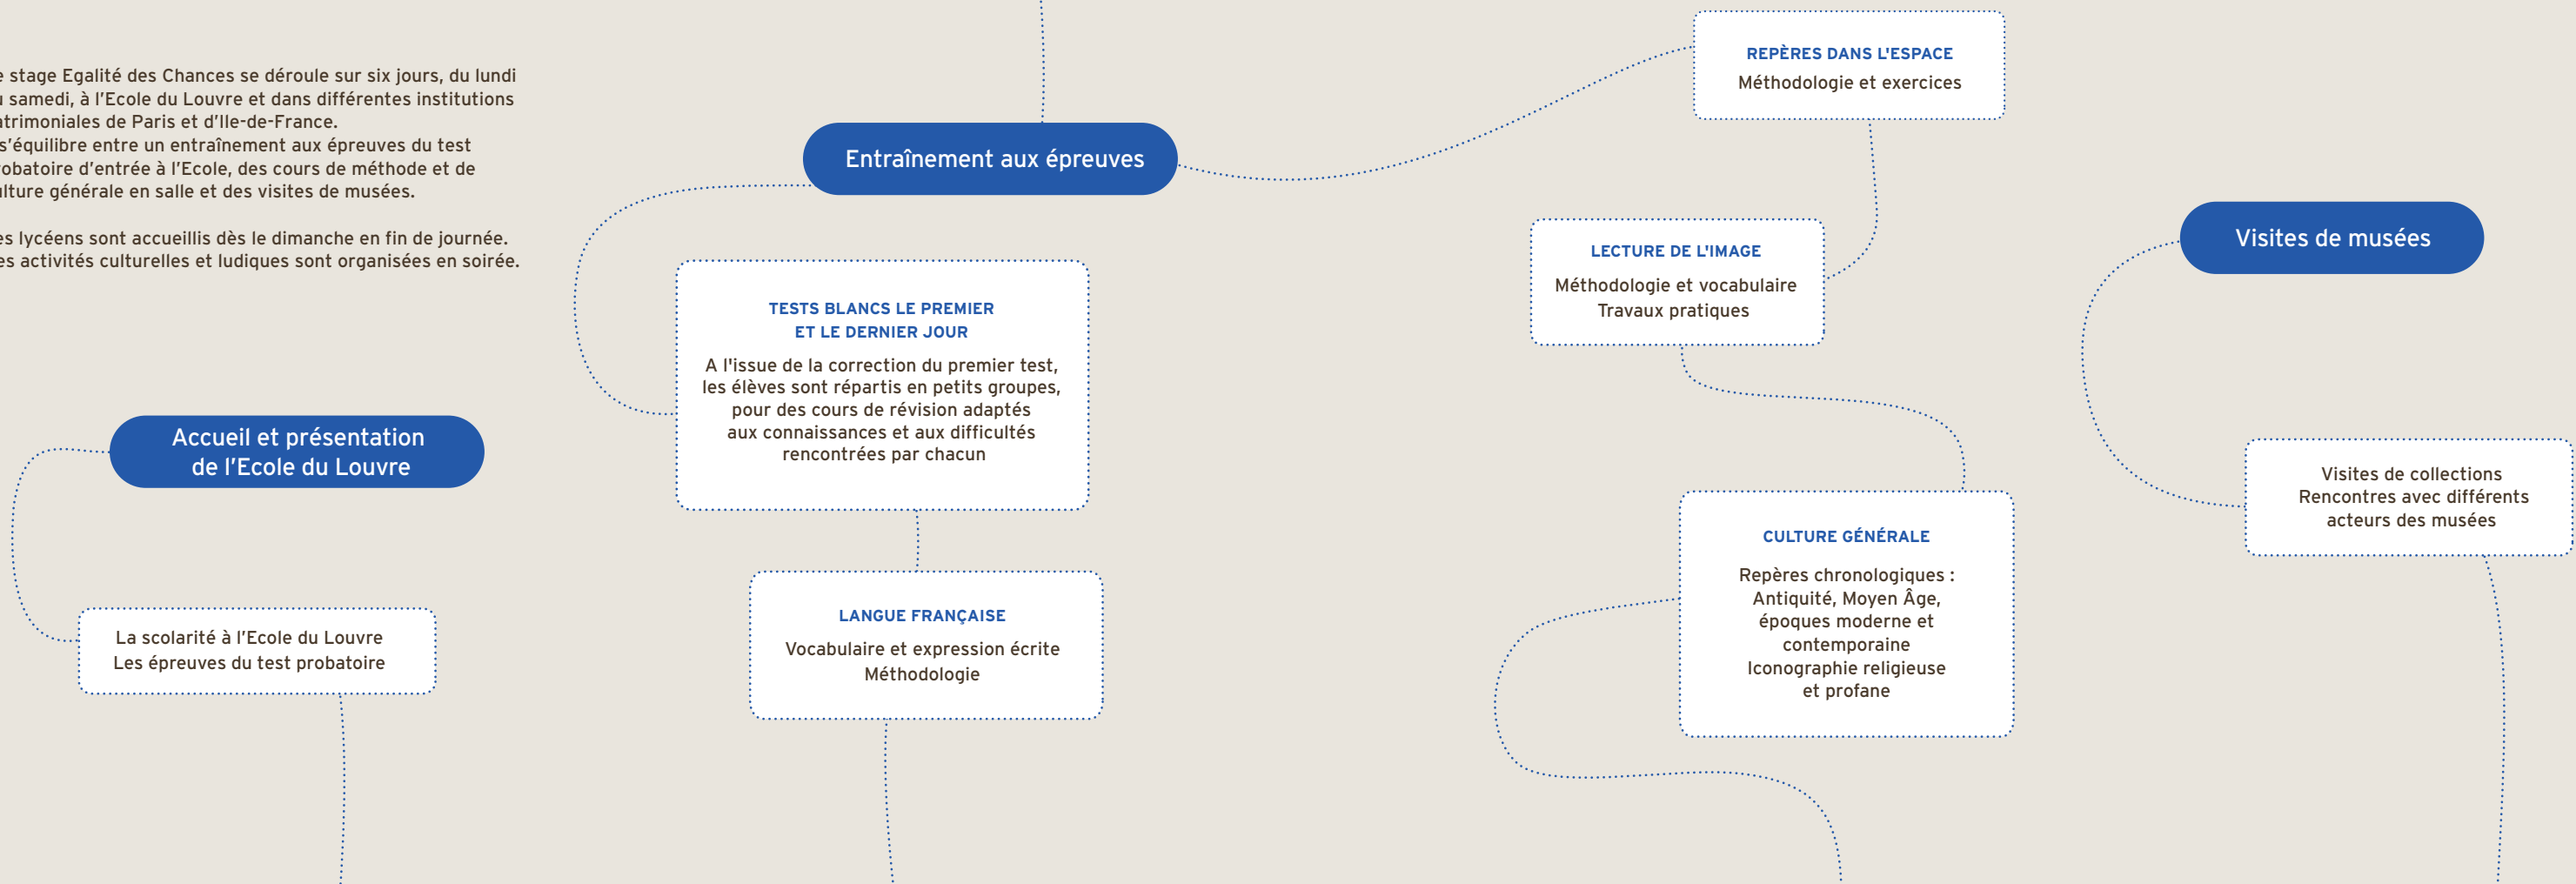 e stage Egalité des Chances se déroule sur six jours, du lundi
u samedi, à l’Ecole du Louvre et dans différentes institutions
atrimoniales de Paris et d’Ile-de-France.
s’équilibre entre un entraînement aux épreuves du test
robatoire d’entrée à l’Ecole, des cours de méthode et de
ulture générale en salle et des visites de musées.
es lycéens sont accueillis dès le dimanche en fin de journée.
es activités culturelles et ludiques sont organisées en soirée.
Accueil et présentation
de l’Ecole du Louvre
La scolarité à l’Ecole du Louvre
Les épreuves du test probatoire
Entraînement aux épreuves
TESTS BLANCS LE PREMIER
ET LE DERNIER JOUR
A l'issue de la correction du premier test,
les élèves sont répartis en petits groupes,
pour des cours de révision adaptés
aux connaissances et aux difficultés
rencontrées par chacun
LANGUE FRANÇAISE
Vocabulaire et expression écrite
Méthodologie
REPÈRES DANS L'ESPACE
Méthodologie et exercices
LECTURE DE L'IMAGE
Méthodologie et vocabulaire
Travaux pratiques
CULTURE GÉNÉRALE
Repères chronologiques :
Antiquité, Moyen Âge,
époques moderne et
contemporaine
Iconographie religieuse
et profane
Visites de musées
Visites de collections
Rencontres avec différents
acteurs des musées